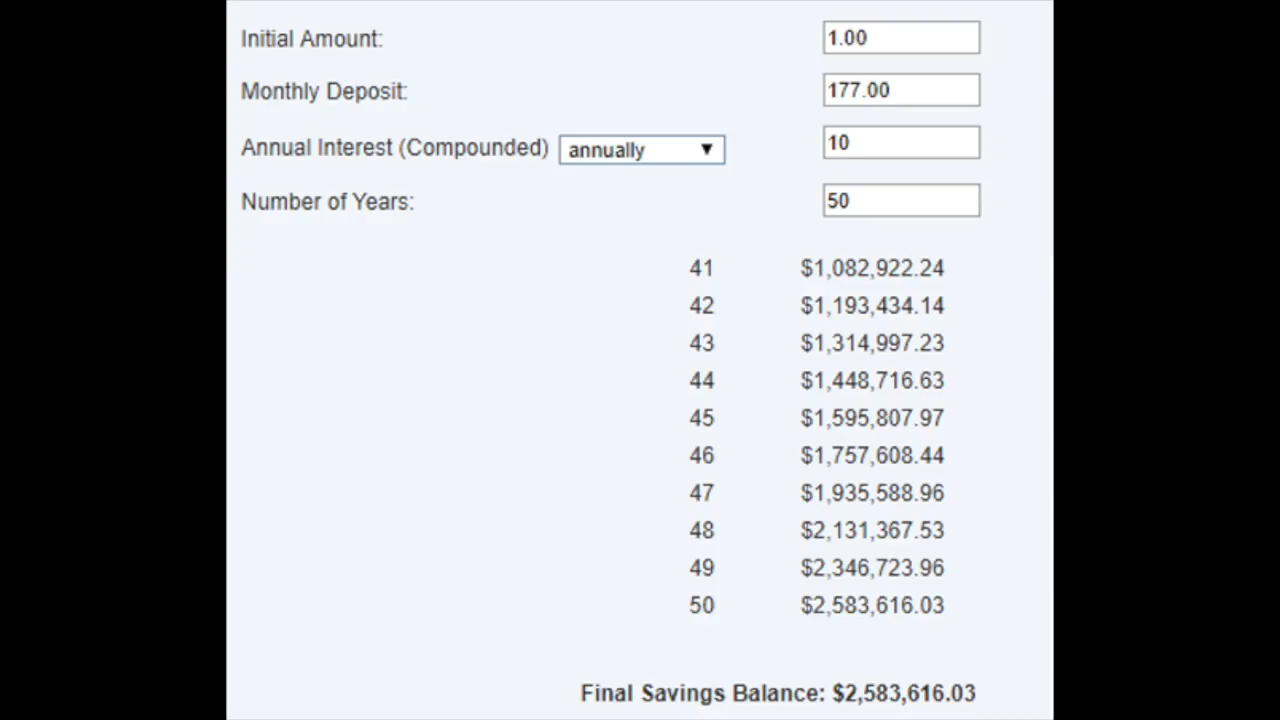 Initial Amount: 1.00
Monthly Deposit: 177.00
Annual Interest (Compounded) annually 10
Number of Years: 50
41 $1,082,922.24
42 $1,193,434.14
43 $1,314,997.23
44 $1,448,716.63
45 $1,595,807.97
46 $1,757,608.44
47 $1,935,588.96
48 $2,131,367.53
49 $2,346,723.96
50 $2,583,616.03
Final Savings Balance: $2,583,616.03